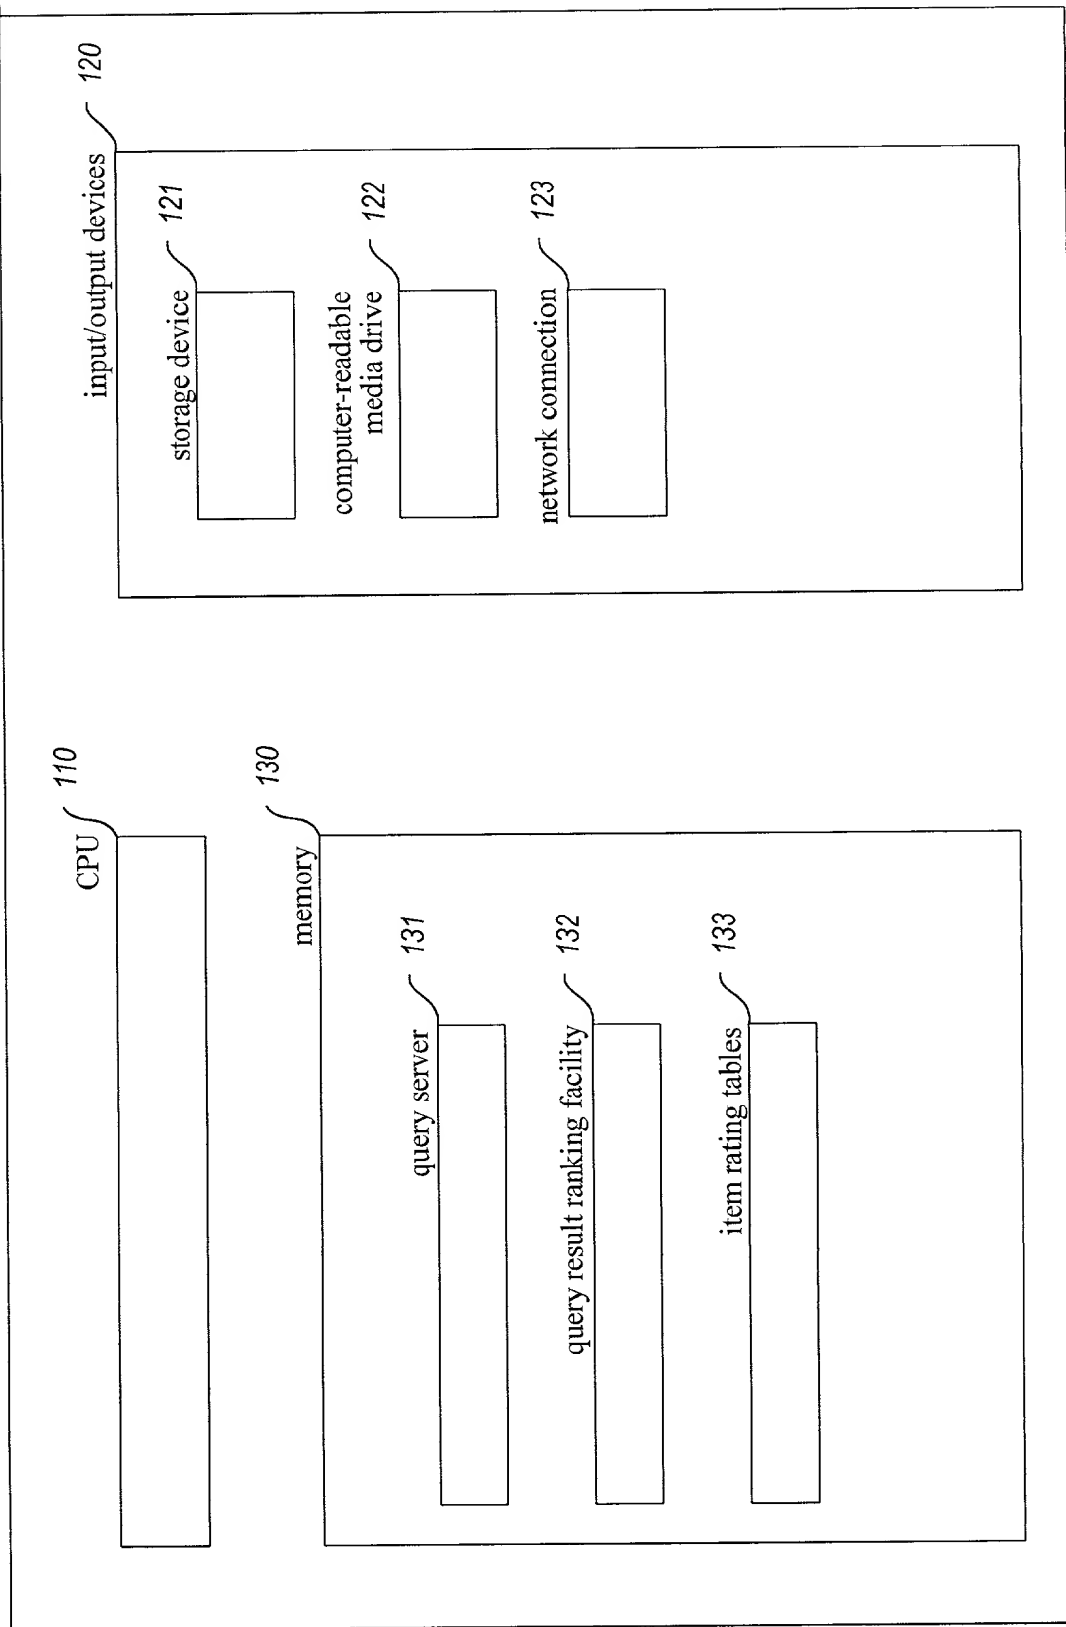 CPU
110
memory
130
query server
131
query result ranking facility
132
item rating tables
133
input/output devices
120
storage device
121
computer-readable
media drive
122
network connection
123